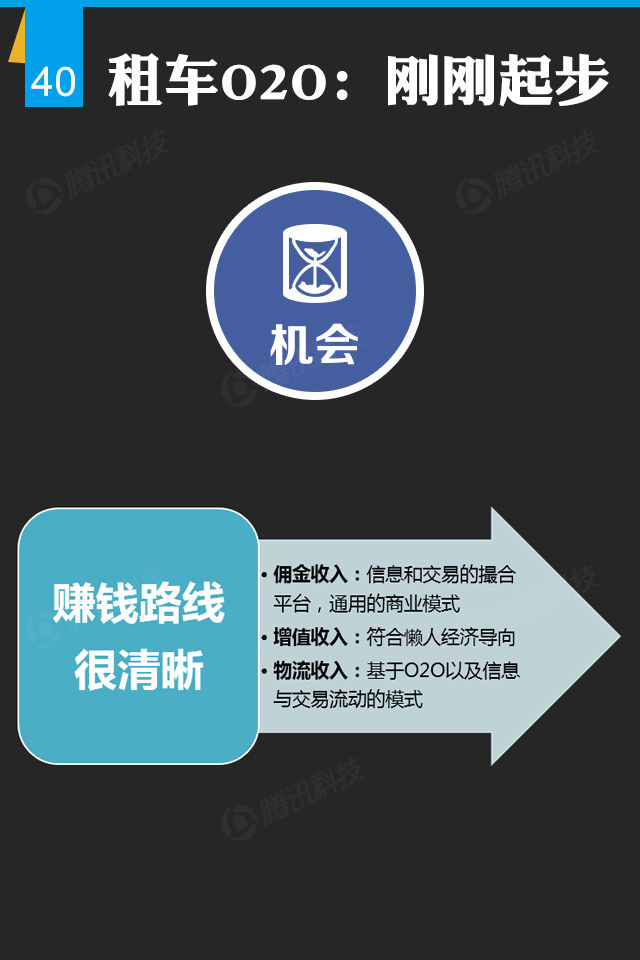 40
租车O2O：刚刚起步
腾讯科技
腾讯科技
机会
赚钱路线
很清晰
• 佣金收入：信息和交易的撮合
平台，通用的商业模式
• 增值收入：符合懒人经济导向
• 物流收入：基于O2O以及信息
与交易流动的模式
腾讯科技